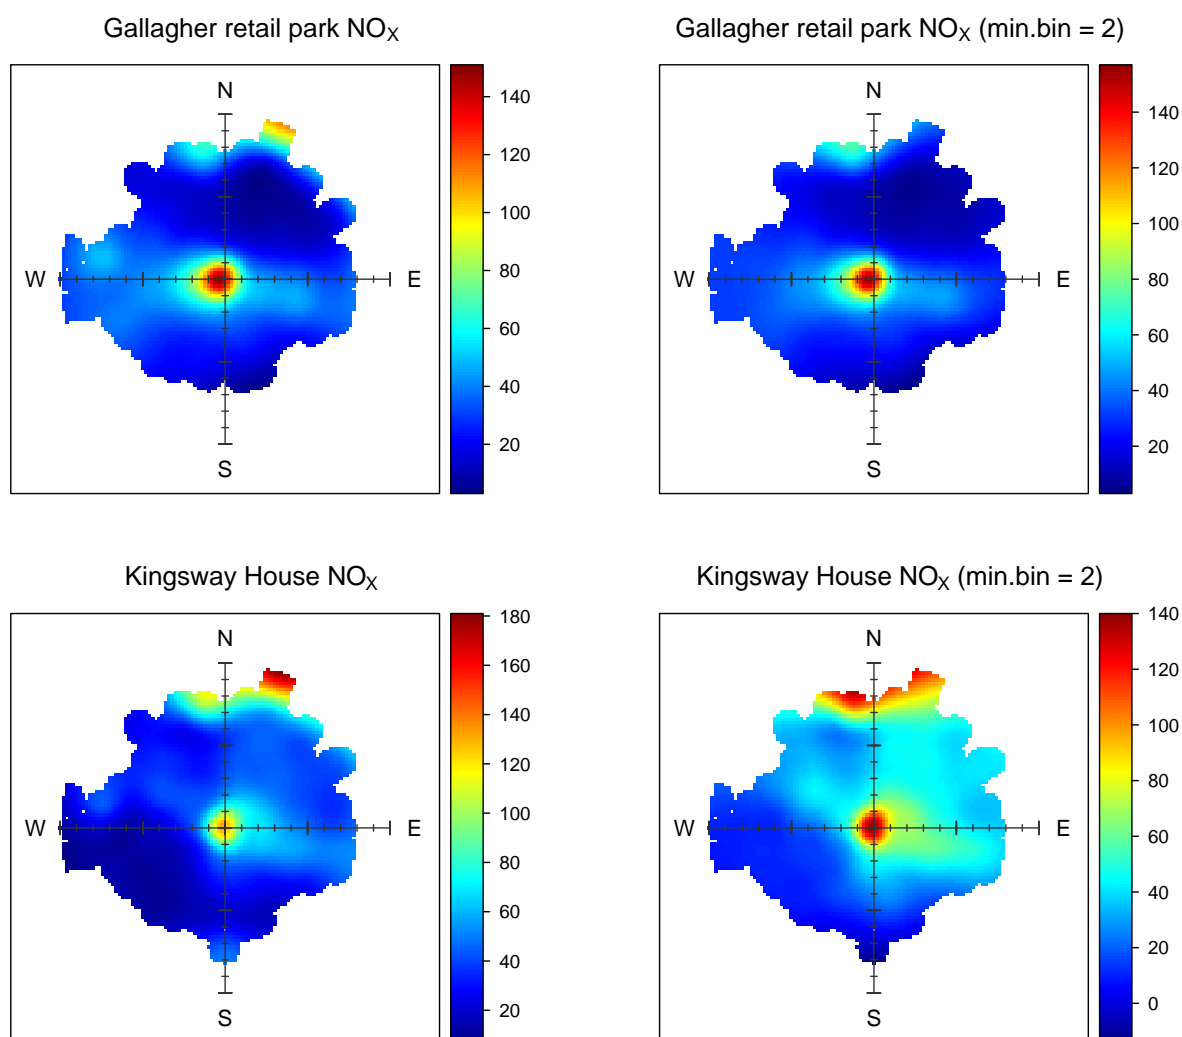 Gallagher retail park NOX
N
W
E
S
140
120
100
80
60
40
20
Gallagher retail park NOX (min.bin = 2)
N
W
E
S
140
120
100
80
60
40
20
Kingsway House NOX
N
W
E
S
180
160
140
120
100
80
60
40
20
Kingsway House NOX (min.bin = 2)
N
W
E
S
140
120
100
80
60
40
20
0